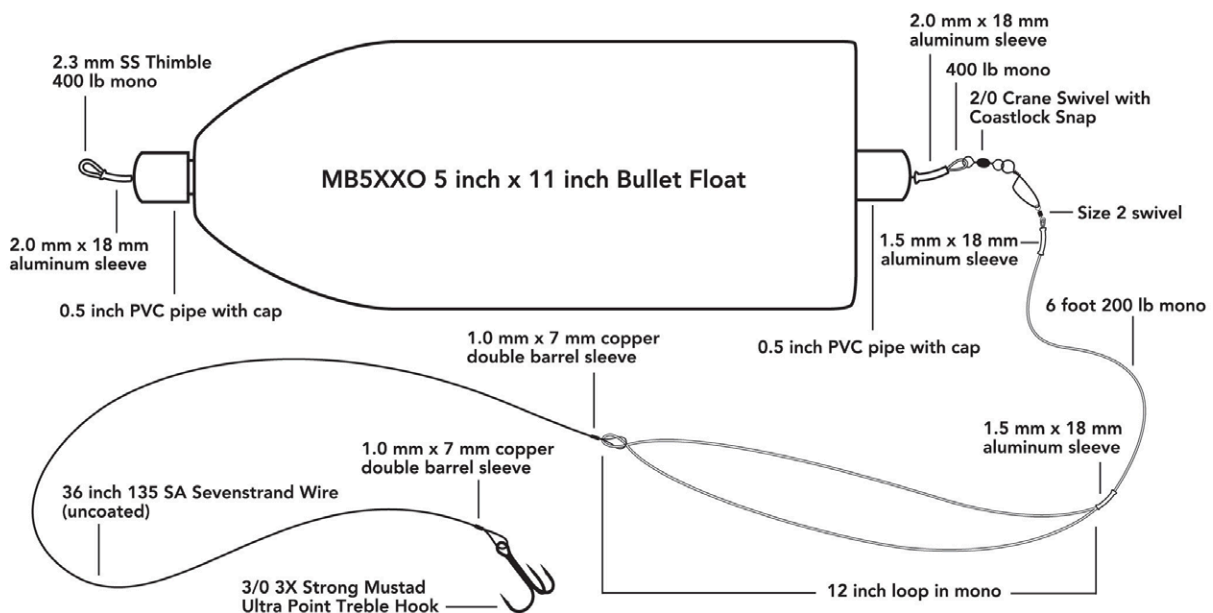 2.3 mm SS Thimble
400 lb mono
2.0 mm x 18 mm
aluminum sleeve
400 lb mono
2/0 Crane Swivel with
Coastlock Snap
MB5XXO 5 inch x 11 inch Bullet Float
Size 2 swivel
2.0 mm x 18 mm
aluminum sleeve
1.5 mm x 18 mm
aluminum sleeve
0.5 inch PVC pipe with cap
6 foot 200 lb mono
1.0 mm x 7 mm copper
double barrel sleeve
0.5 inch PVC pipe with cap
1.0 mm x 7 mm copper
double barrel sleeve
1.5 mm x 18 mm
aluminum sleeve
36 inch 135 SA Sevenstrand Wire
(uncoated)
3/0 3X Strong Mustad
Ultra Point Treble Hook
12 inch loop in mono